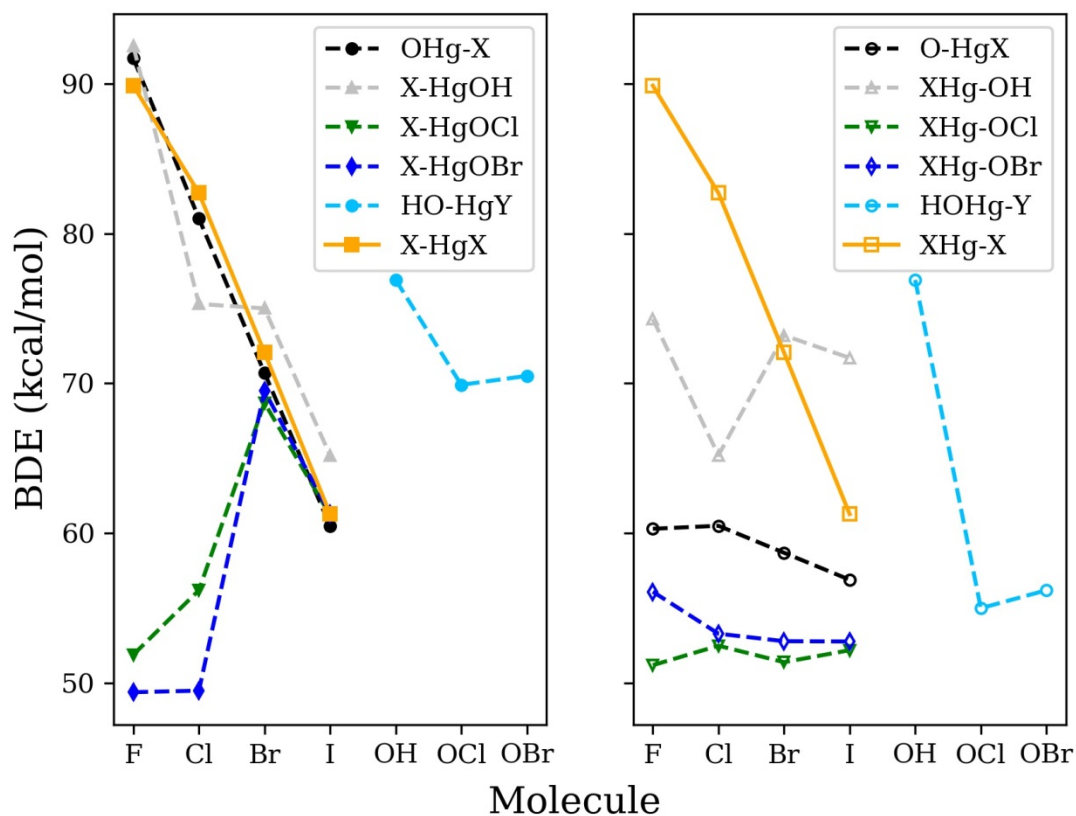 BDE (kcal/mol)
90
80
70
60
50
OHg-X
X-HgOH
X-HgOCl
X-HgOBr
HO-HgY
X-HgX
F Cl Br I OH OCl OBr
O-HgX
XHg-OH
XHg-OCl
XHg-OBr
HOHg-Y
XHg-X
F Cl Br I OH OCl OBr
Molecule